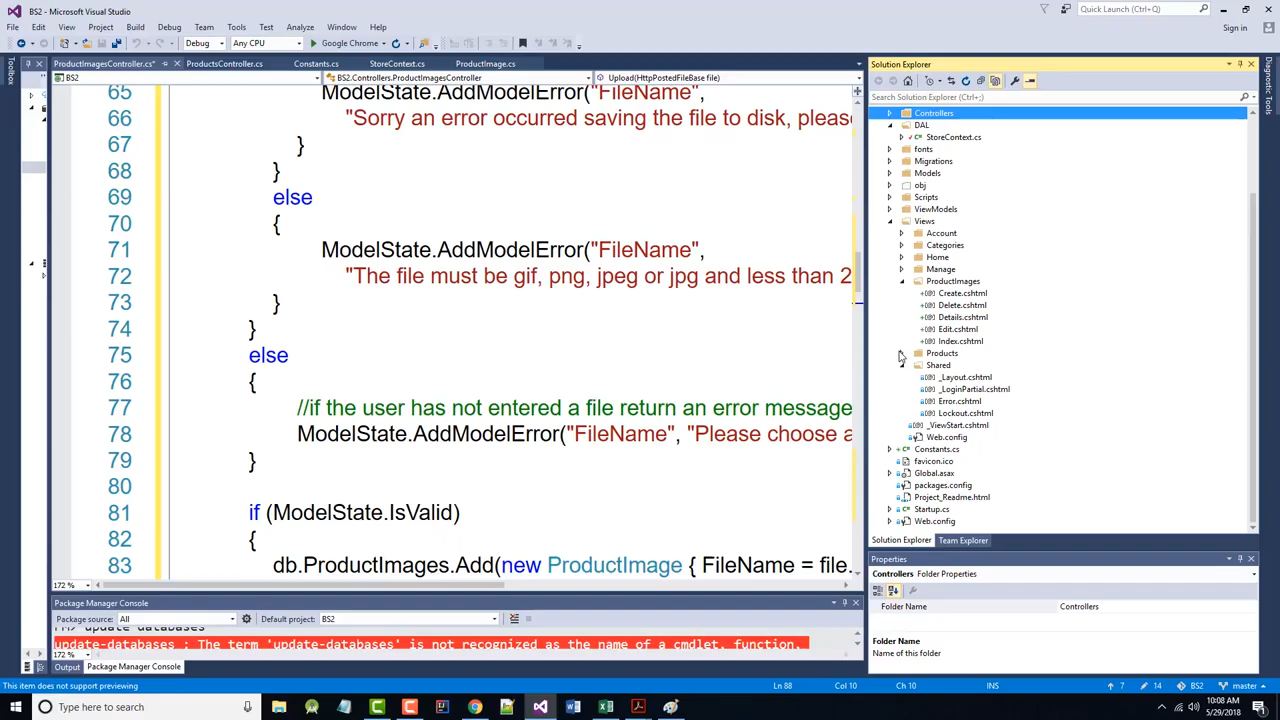 BS2 - Microsoft Visual Studio
Quick Launch (Ctrl+Q)
File Edit View Project Build Debug Team Tools Test Analyze Window Help
Sign in
Debug Any CPU Google Chrome
Toolbox
ProductImagesController.cs* ProductsController.cs Constants.cs StoreContext.cs ProductImage.cs
BS2 BS2.Controllers.ProductImagesController Upload(HttpPostedFileBase file)
65 ModelState.AddModelError("FileName",
66 "Sorry an error occurred saving the file to disk, pleas
67 }
68 }
69 else
70 {
71 ModelState.AddModelError("FileName",
72 "The file must be gif, png, jpeg or jpg and less than 2
73 }
74 }
75 else
76 {
77 //if the user has not entered a file return an error message
78 ModelState.AddModelError("FileName", "Please choose a
79 }
80
81 if (ModelState.IsValid)
82 {
83 db.ProductImages.Add(new ProductImage { FileName = file.
172 %
Package Manager Console
Package source: All Default project: BS2
PM> update-databases
update-databases : The term 'update-databases' is not recognized as the name of a cmdlet, function,
172 %
Output Package Manager Console
Solution Explorer
Search Solution Explorer (Ctrl+;)
Controllers
DAL
StoreContext.cs
fonts
Migrations
Models
obj
Scripts
ViewModels
Views
Account
Categories
Home
Manage
ProductImages
Create.cshtml
Delete.cshtml
Details.cshtml
Edit.cshtml
Index.cshtml
Products
Shared
_Layout.cshtml
_LoginPartial.cshtml
Error.cshtml
Lockout.cshtml
_ViewStart.cshtml
Web.config
Constants.cs
favicon.ico
Global.asax
packages.config
Project_Readme.html
Startup.cs
Web.config
Solution Explorer Team Explorer
Properties
Controllers Folder Properties
Folder Name Controllers
Folder Name
Name of this folder
Diagnostic Tools
This item does not support previewing Ln 88 Col 10 Ch 10 INS 7 14 BS2 master
Type here to search
10:08 AM
5/29/2018